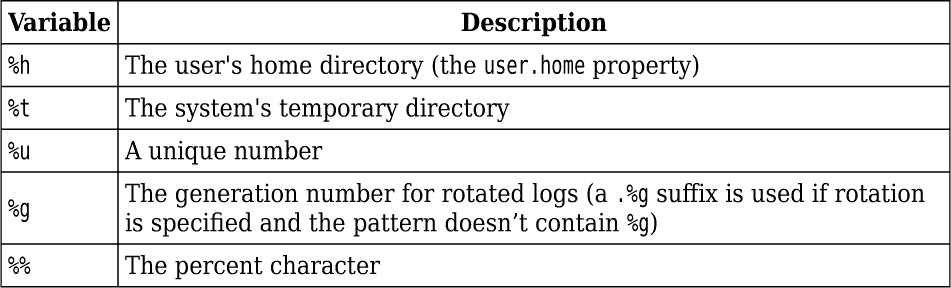 Variable Description
%h The user's home directory (the user.home property)
%t The system's temporary directory
%u A unique number
%g The generation number for rotated logs (a .%g suffix is used if rotation
is specified and the pattern doesn’t contain %g)
%% The percent character